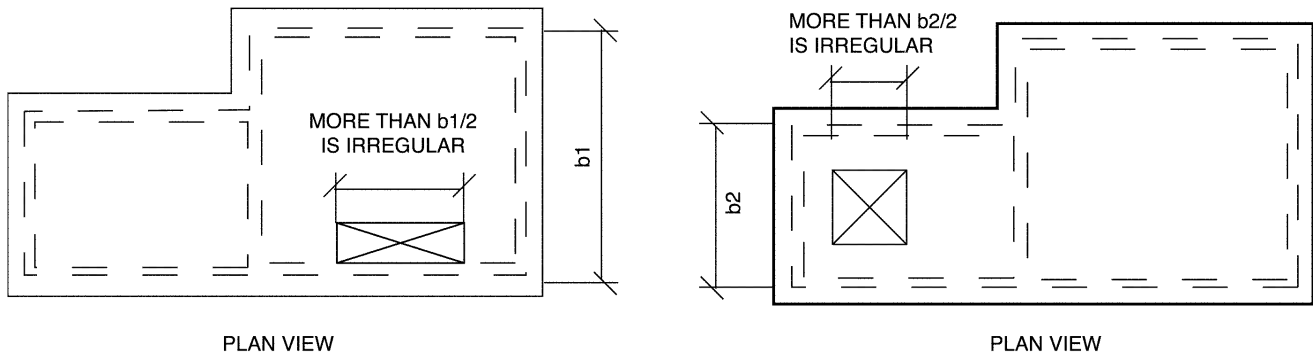 MORE THAN b1/2
IS IRREGULAR
b1
PLAN VIEW
MORE THAN b2/2
IS IRREGULAR
b2
PLAN VIEW